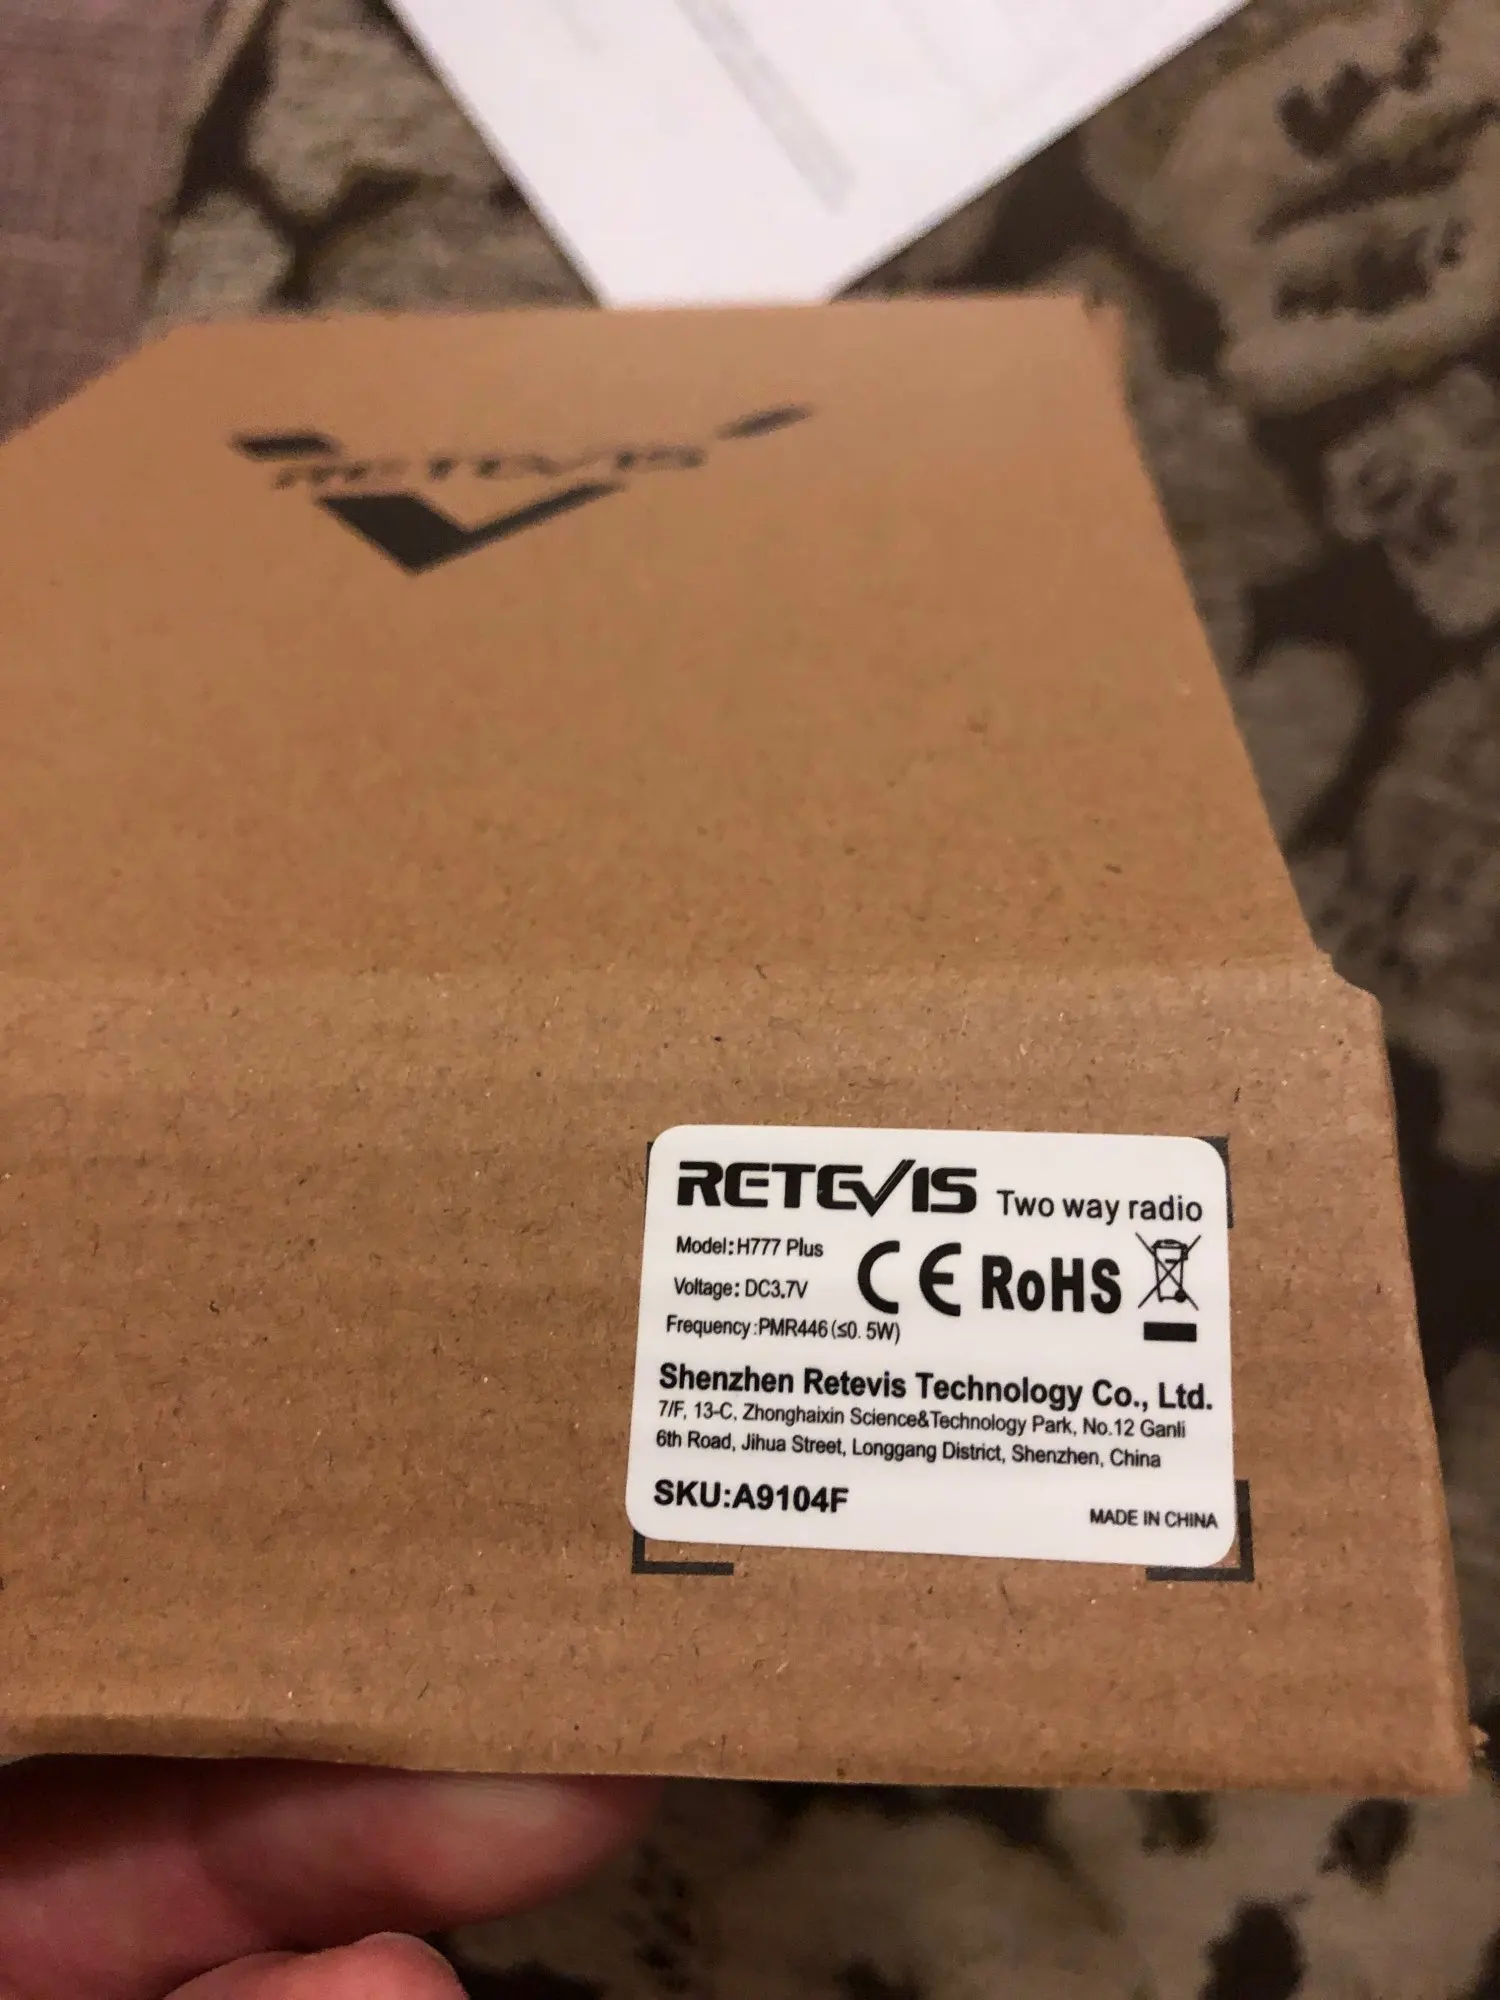 RETEVIS
RETEVIS Two way radio
Model:H777 Plus
CE RoHS
Voltage: DC3.7V
Frequency:PMR446(≤0.5W)
Shenzhen Retevis Technology Co., Ltd.
7/F, 13-C, Zhonghaixin Science&Technology Park, No.12 Ganli
6th Road, Jihua Street, Longgang District, Shenzhen, China
SKU:A9104F
MADE IN CHINA